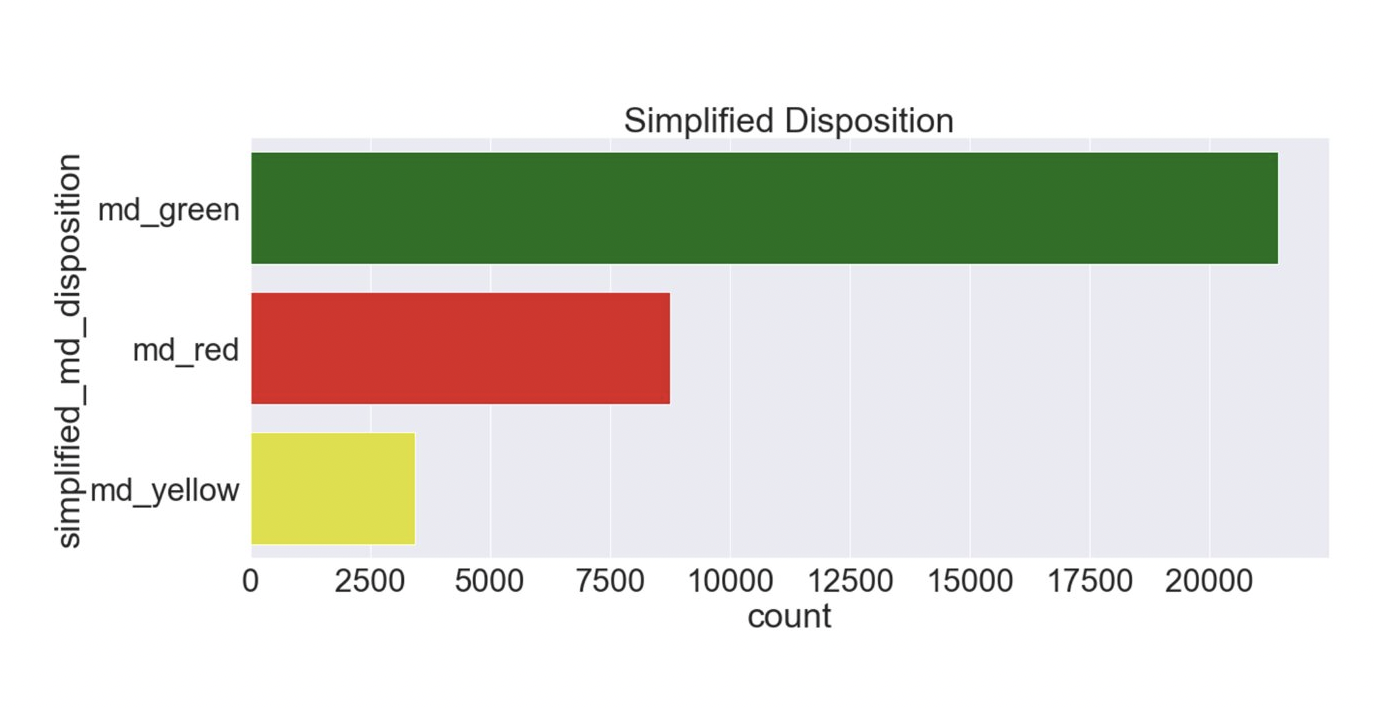 Simplified Disposition
simplified_md_disposition
md_green
md_red
md_yellow
0 2500 5000 7500 10000 12500 15000 17500 20000
count